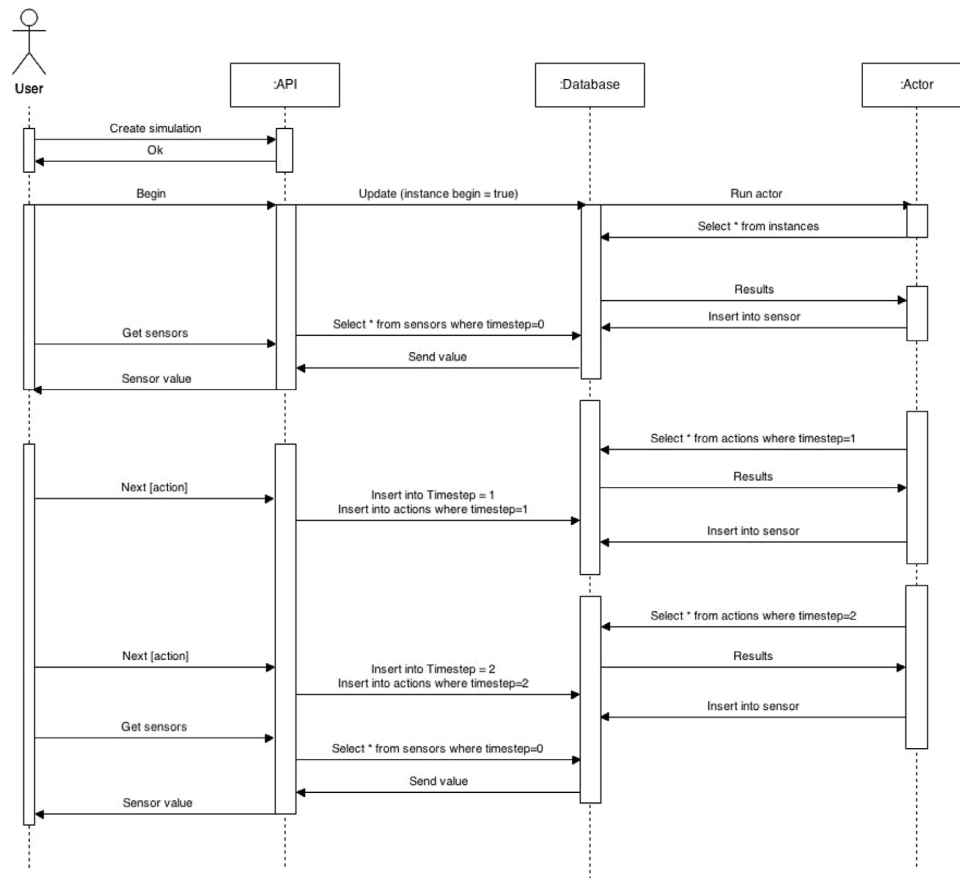 User
:API
:Database
:Actor
Create simulation
Ok
Begin
Update (instance begin = true)
Run actor
Select * from instances
Results
Insert into sensor
Select * from sensors where timestep=0
Get sensors
Send value
Sensor value
Select * from actions where timestep=1
Results
Next [action]
Insert into Timestep = 1
Insert into actions where timestep=1
Insert into sensor
Select * from actions where timestep=2
Results
Next [action]
Insert into Timestep = 2
Insert into actions where timestep=2
Insert into sensor
Get sensors
Select * from sensors where timestep=0
Send value
Sensor value